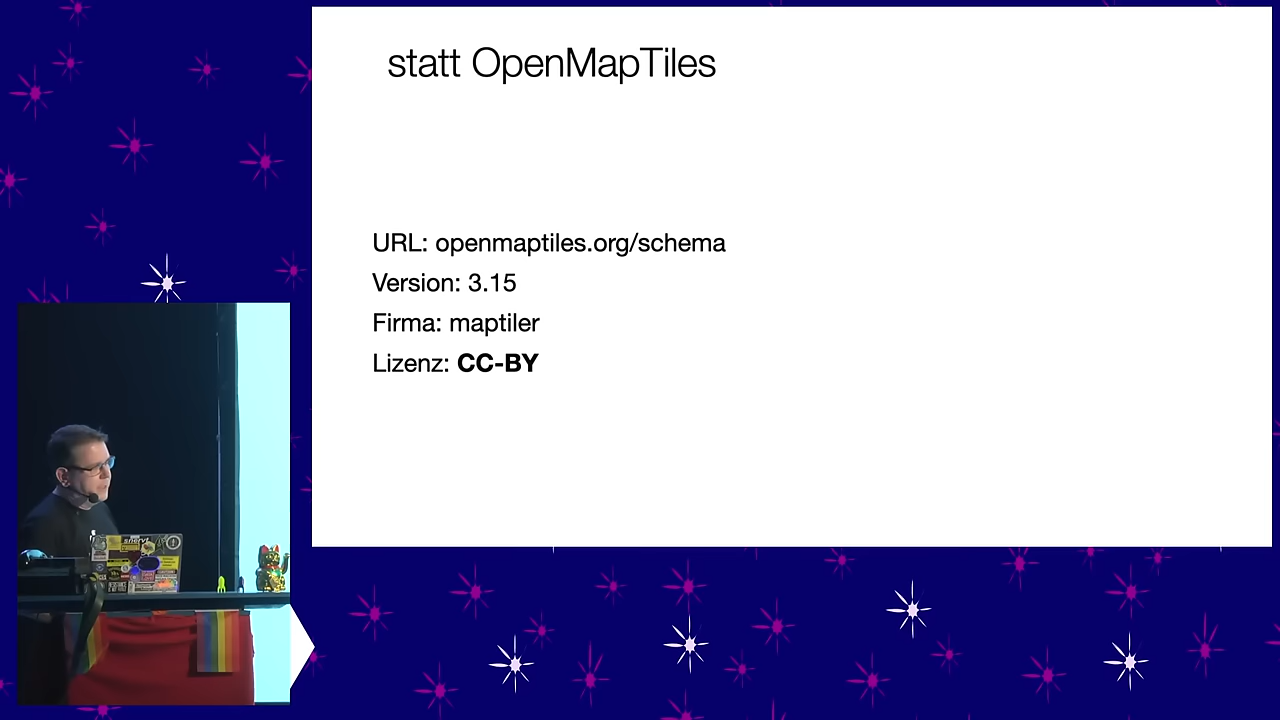 statt OpenMapTiles
URL: openmaptiles.org/schema
Version: 3.15
Firma: maptiler
Lizenz: CC-BY